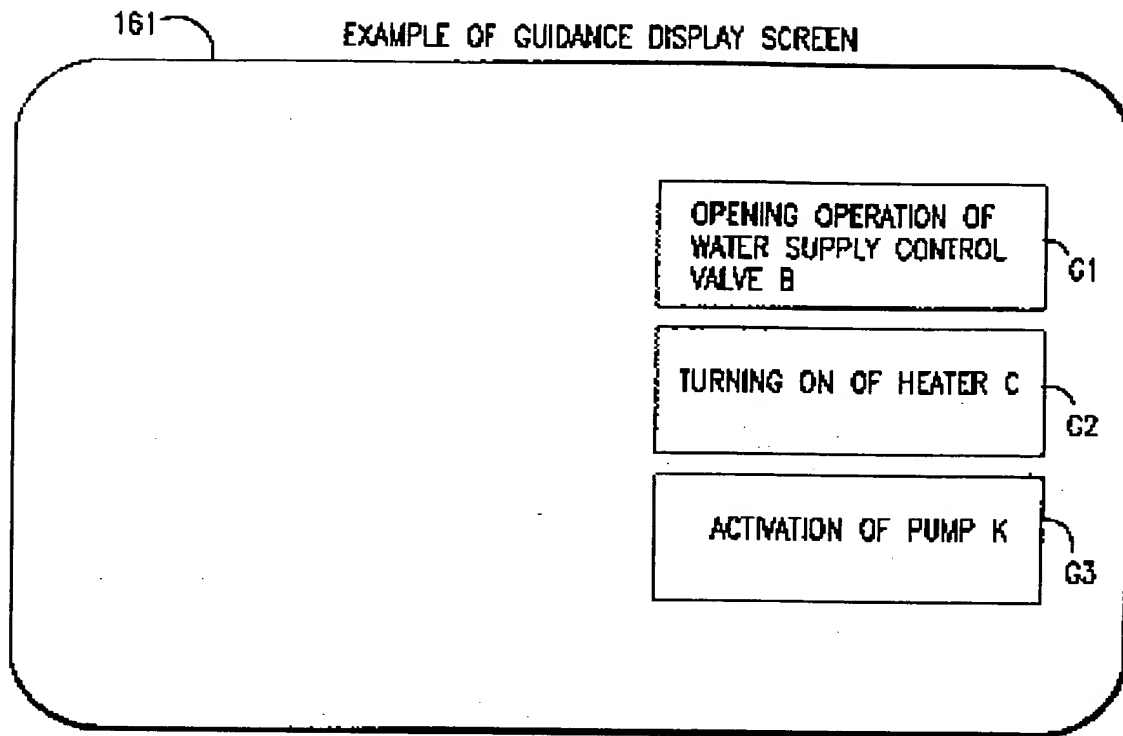 161
EXAMPLE OF GUIDANCE DISPLAY SCREEN
OPENING OPERATION OF
WATER SUPPLY CONTROL
VALVE B
G1
TURNING ON OF HEATER C
G2
ACTIVATION OF PUMP K
G3